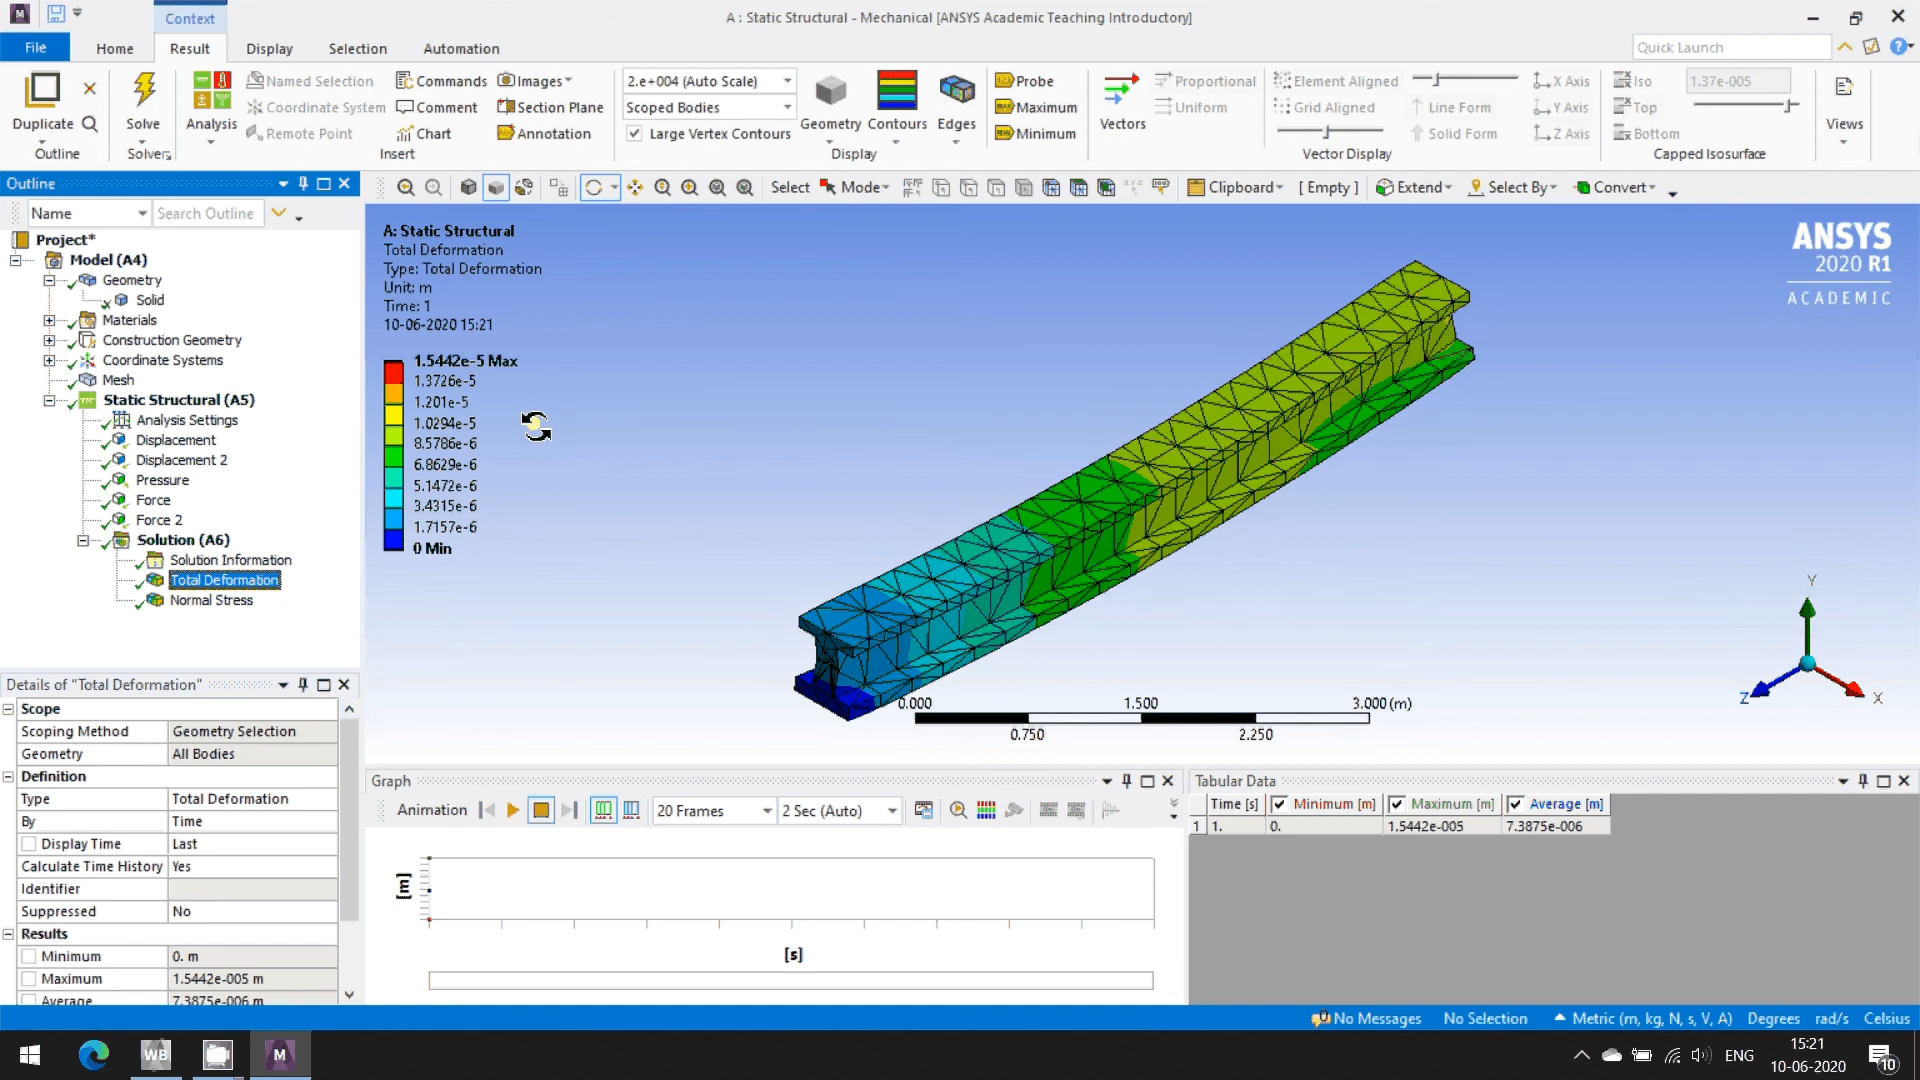 A : Static Structural - Mechanical [ANSYS Academic Teaching Introductory]
Context
File Home Result Display Selection Automation
Quick Launch
Duplicate
Outline
Solve
Solver
Analysis
Named Selection
Coordinate System
Remote Point
Commands
Comment
Chart
Images
Section Plane
Annotation
Insert
2.e+004 (Auto Scale)
Scoped Bodies
Large Vertex Contours
Geometry
Contours
Edges
Display
Probe
Maximum
Minimum
Vectors
Proportional
Uniform
Element Aligned
Grid Aligned
Line Form
Solid Form
X Axis
Y Axis
Z Axis
Vector Display
Iso
Top
Bottom
1.37e-005
Capped Isosurface
Views
Outline
Name
Search Outline
Select Mode
Clipboard [ Empty ] Extend Select By Convert
Project*
Model (A4)
Geometry
Solid
Materials
Construction Geometry
Coordinate Systems
Mesh
Static Structural (A5)
Analysis Settings
Displacement
Displacement 2
Pressure
Force
Force 2
Solution (A6)
Solution Information
Total Deformation
Normal Stress
A: Static Structural
Total Deformation
Type: Total Deformation
Unit: m
Time: 1
10-06-2020 15:21
1.5442e-5 Max
1.3726e-5
1.201e-5
1.0294e-5
8.5786e-6
6.8629e-6
5.1472e-6
3.4315e-6
1.7157e-6
0 Min
ANSYS
2020 R1
ACADEMIC
0.000 1.500 3.000 (m)
0.750 2.250
Y
Z
X
Details of "Total Deformation"
Scope
Scoping Method Geometry Selection
Geometry All Bodies
Definition
Type Total Deformation
By Time
Display Time Last
Calculate Time History Yes
Identifier
Suppressed No
Results
Minimum 0. m
Maximum 1.5442e-005 m
Average 7.3875e-006 m
Graph
Animation 20 Frames 2 Sec (Auto)
[m]
[s]
Tabular Data
Time [s] Minimum [m] Maximum [m] Average [m]
1 1. 0. 1.5442e-005 7.3875e-006
No Messages No Selection Metric (m, kg, N, s, V, A) Degrees rad/s Celsius
WB
M
ENG
15:21
10-06-2020
10